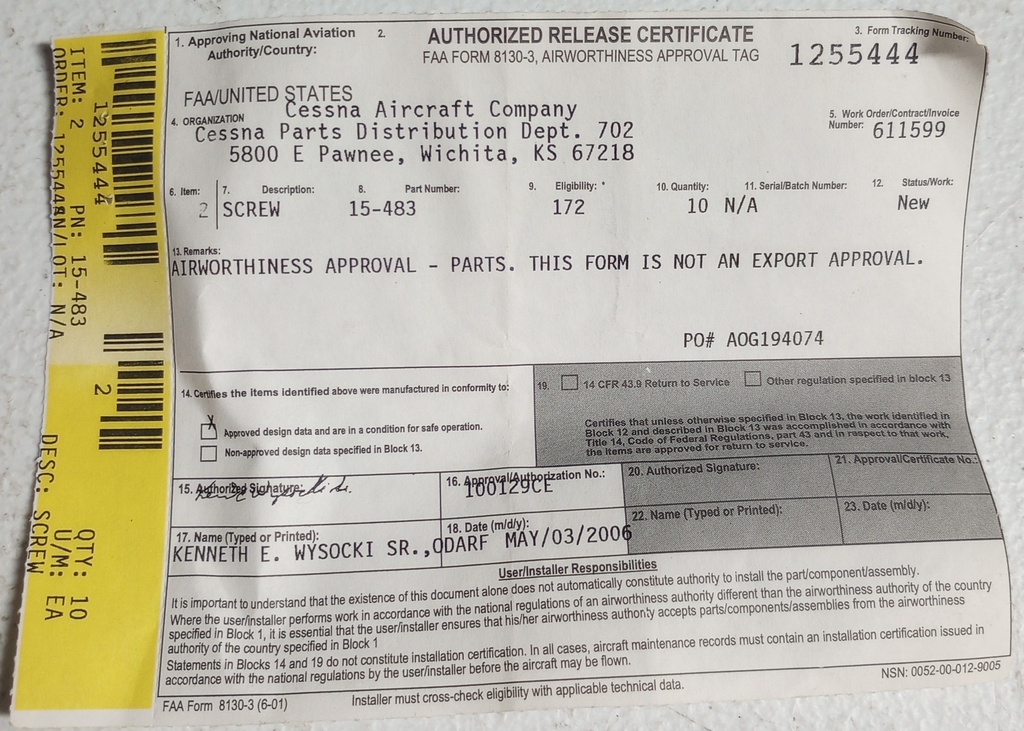 1. Approving National Aviation Authority/Country:
2.
AUTHORIZED RELEASE CERTIFICATE
FAA FORM 8130-3, AIRWORTHINESS APPROVAL TAG
3. Form Tracking Number:
1255444
FAA/UNITED STATES
4. ORGANIZATION
Cessna Aircraft Company
Cessna Parts Distribution Dept. 702
5800 E Pawnee, Wichita, KS 67218
5. Work Order/Contract/Invoice
Number: 611599
6. Item: 7. Description: 8. Part Number: 9. Eligibility: * 10. Quantity: 11. Serial/Batch Number: 12. Status/Work:
2 SCREW 15-483 172 10 N/A New
13. Remarks:
AIRWORTHINESS APPROVAL - PARTS. THIS FORM IS NOT AN EXPORT APPROVAL.
PO# AOG194074
14. Certifies the items identified above were manufactured in conformity to:
X
Approved design data and are in a condition for safe operation.
Non-approved design data specified in Block 13.
19. 14 CFR 43.9 Return to Service Other regulation specified in block 13
Certifies that unless otherwise specified in Block 13, the work identified in
Block 12 and described in Block 13 was accomplished in accordance with
Title 14, Code of Federal Regulations, part 43 and in respect to that work,
the items are approved for return to service.
15. Authorized Signature:
16. Approval/Authorization No.:
100129CE
20. Authorized Signature:
21. Approval/Certificate No.:
17. Name (Typed or Printed):
KENNETH E. WYSOCKI SR.,ODARF
18. Date (m/d/y):
MAY/03/2006
22. Name (Typed or Printed):
23. Date (m/d/y):
User/Installer Responsibilities
It is important to understand that the existence of this document alone does not automatically constitute authority to install the part/component/assembly.
Where the user/installer performs work in accordance with the national regulations of an airworthiness authority different than the airworthiness authority of the country
specified in Block 1, it is essential that the user/installer ensures that his/her airworthiness authority accepts parts/components/assemblies from the airworthiness
authority of the country specified in Block 1
Statements in Blocks 14 and 19 do not constitute installation certification. In all cases, aircraft maintenance records must contain an installation certification issued in
accordance with the national regulations by the user/installer before the aircraft may be flown.
FAA Form 8130-3 (6-01)
Installer must cross-check eligibility with applicable technical data.
NSN: 0052-00-012-9005
1255444
2
ITEM: 2 PN: 15-483 QTY: 10
ORDER: 1255444 SN/LOT: N/A U/M: EA
DESC: SCREW